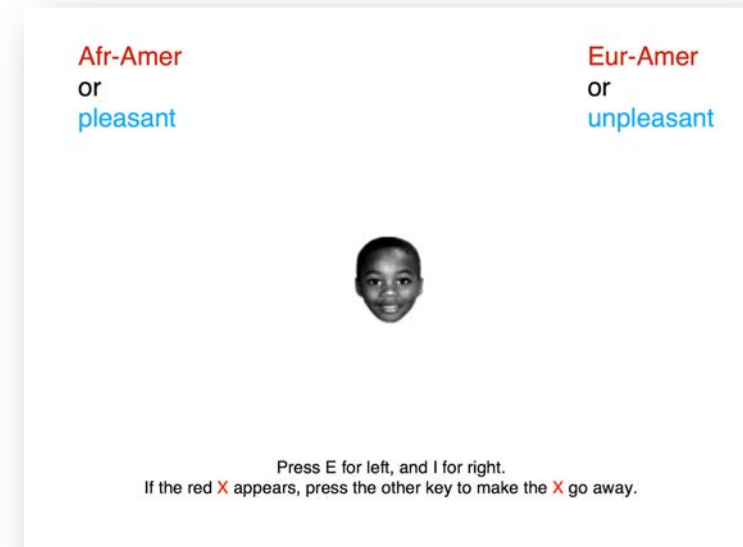 Afr-Amer
or
pleasant
Eur-Amer
or
unpleasant
Press E for left, and I for right.
If the red X appears, press the other key to make the X go away.